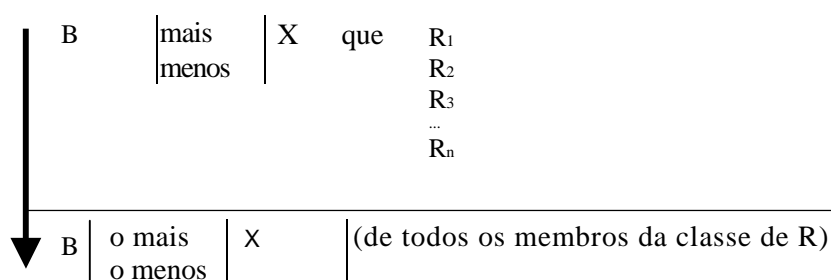 B mais X que R1
menos R2
R3
...
Rn
B o mais X (de todos os membros da classe de R)
o menos